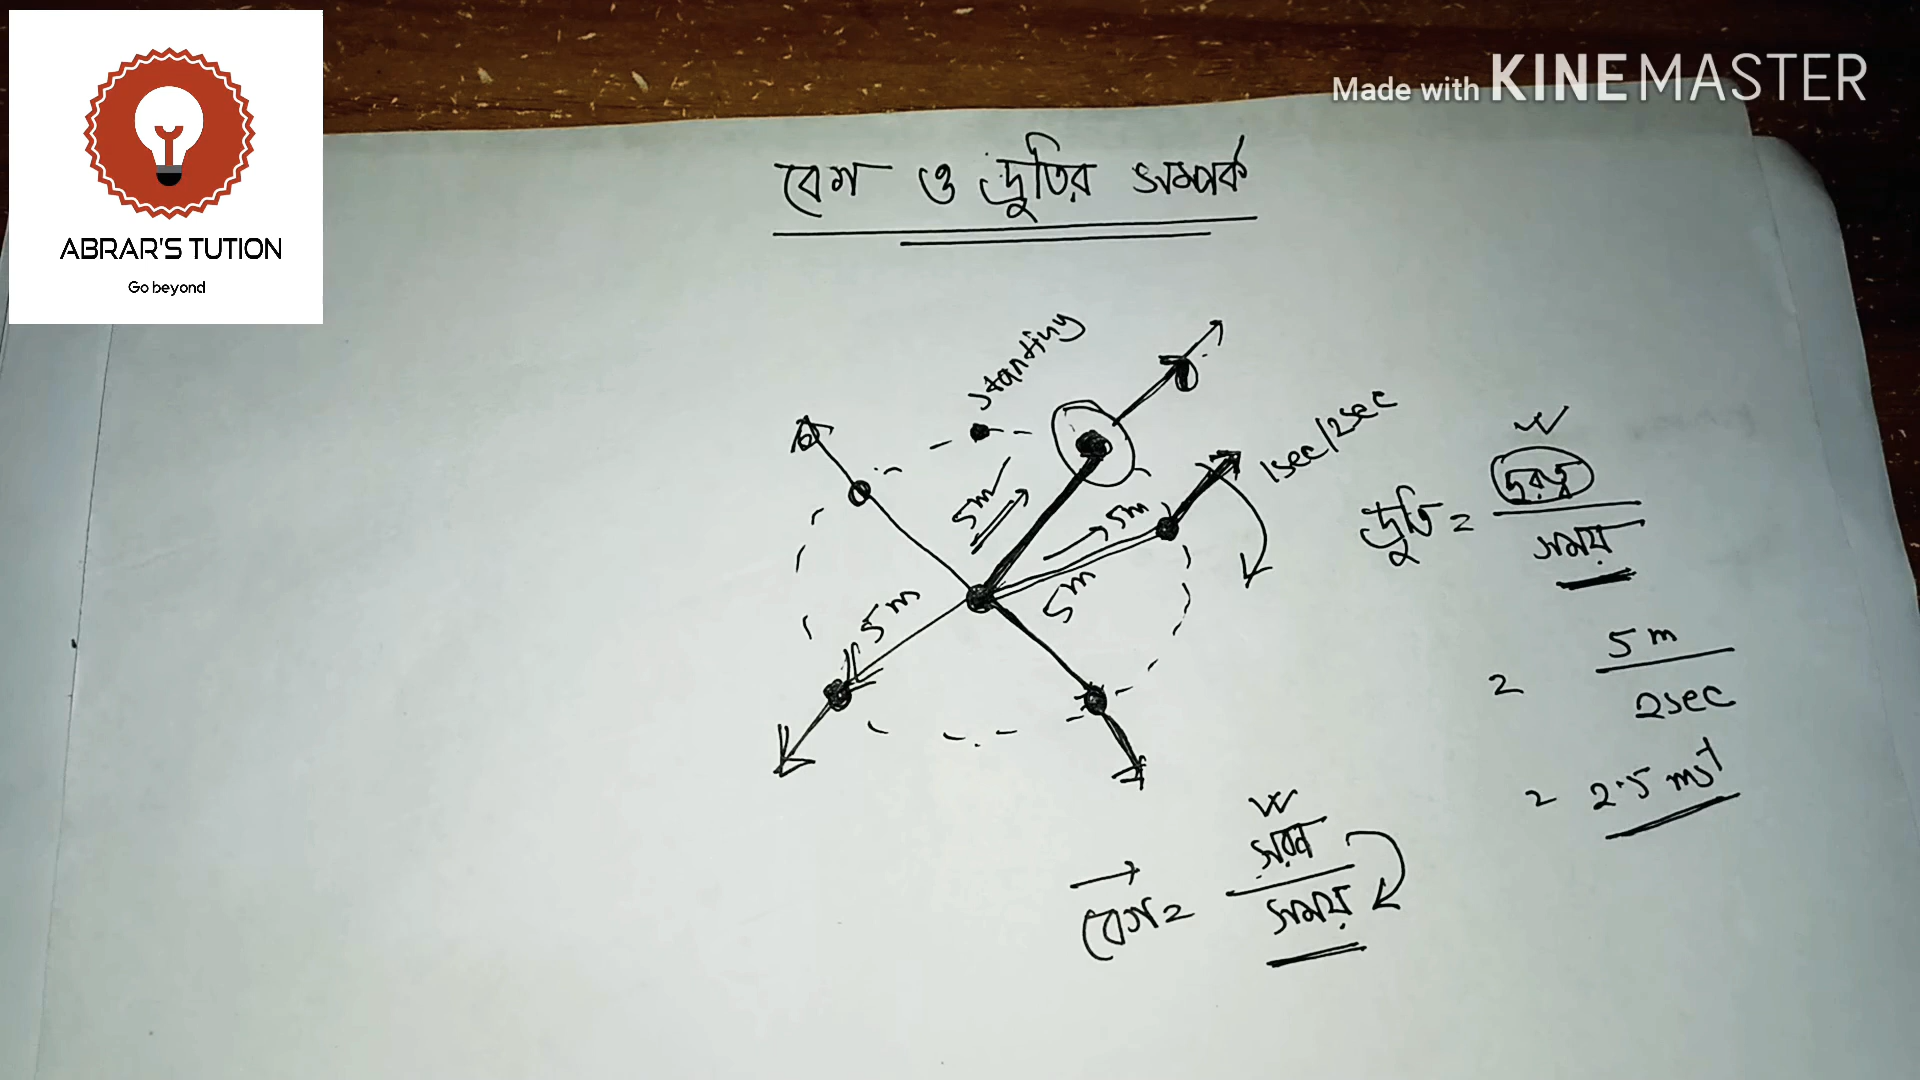 ABRAR'S TUTION
Go beyond
Made with KINEMASTER
বেগ ও দ্রুতির সম্পর্ক
standing
1sec/2sec
5m
5m
5m
5m
দ্রুতি = দূরত্ব
সময়
= 5m
2sec
= 2.5 ms-1
বেগ = সরণ
সময়